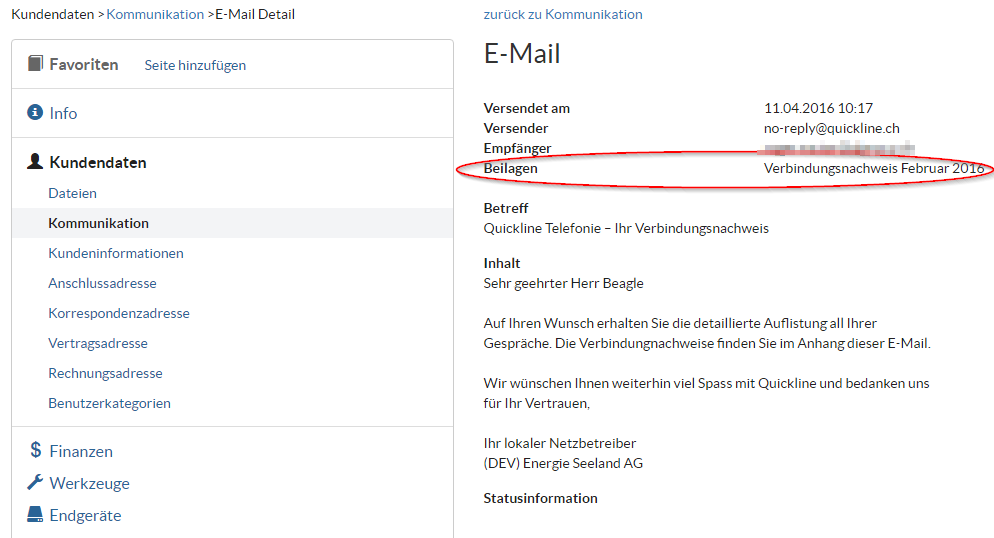 Kundendaten >Kommunikation >E-Mail Detail
Favoriten Seite hinzufügen
Info
Kundendaten
Dateien
Kommunikation
Kundeninformationen
Anschlussadresse
Korrespondenzadresse
Vertragsadresse
Rechnungsadresse
Benutzerkategorien
Finanzen
Werkzeuge
Endgeräte
zurück zu Kommunikation
E-Mail
Versendet am 11.04.2016 10:17
Versender no-reply@quickline.ch
Empfänger
Beilagen Verbindungsnachweis Februar 2016
Betreff
Quickline Telefonie – Ihr Verbindungsnachweis
Inhalt
Sehr geehrter Herr Beagle
Auf Ihren Wunsch erhalten Sie die detaillierte Auflistung all Ihrer
Gespräche. Die Verbindungnachweise finden Sie im Anhang dieser E-Mail.
Wir wünschen Ihnen weiterhin viel Spass mit Quickline und bedanken uns
für Ihr Vertrauen,
Ihr lokaler Netzbetreiber
(DEV) Energie Seeland AG
Statusinformation